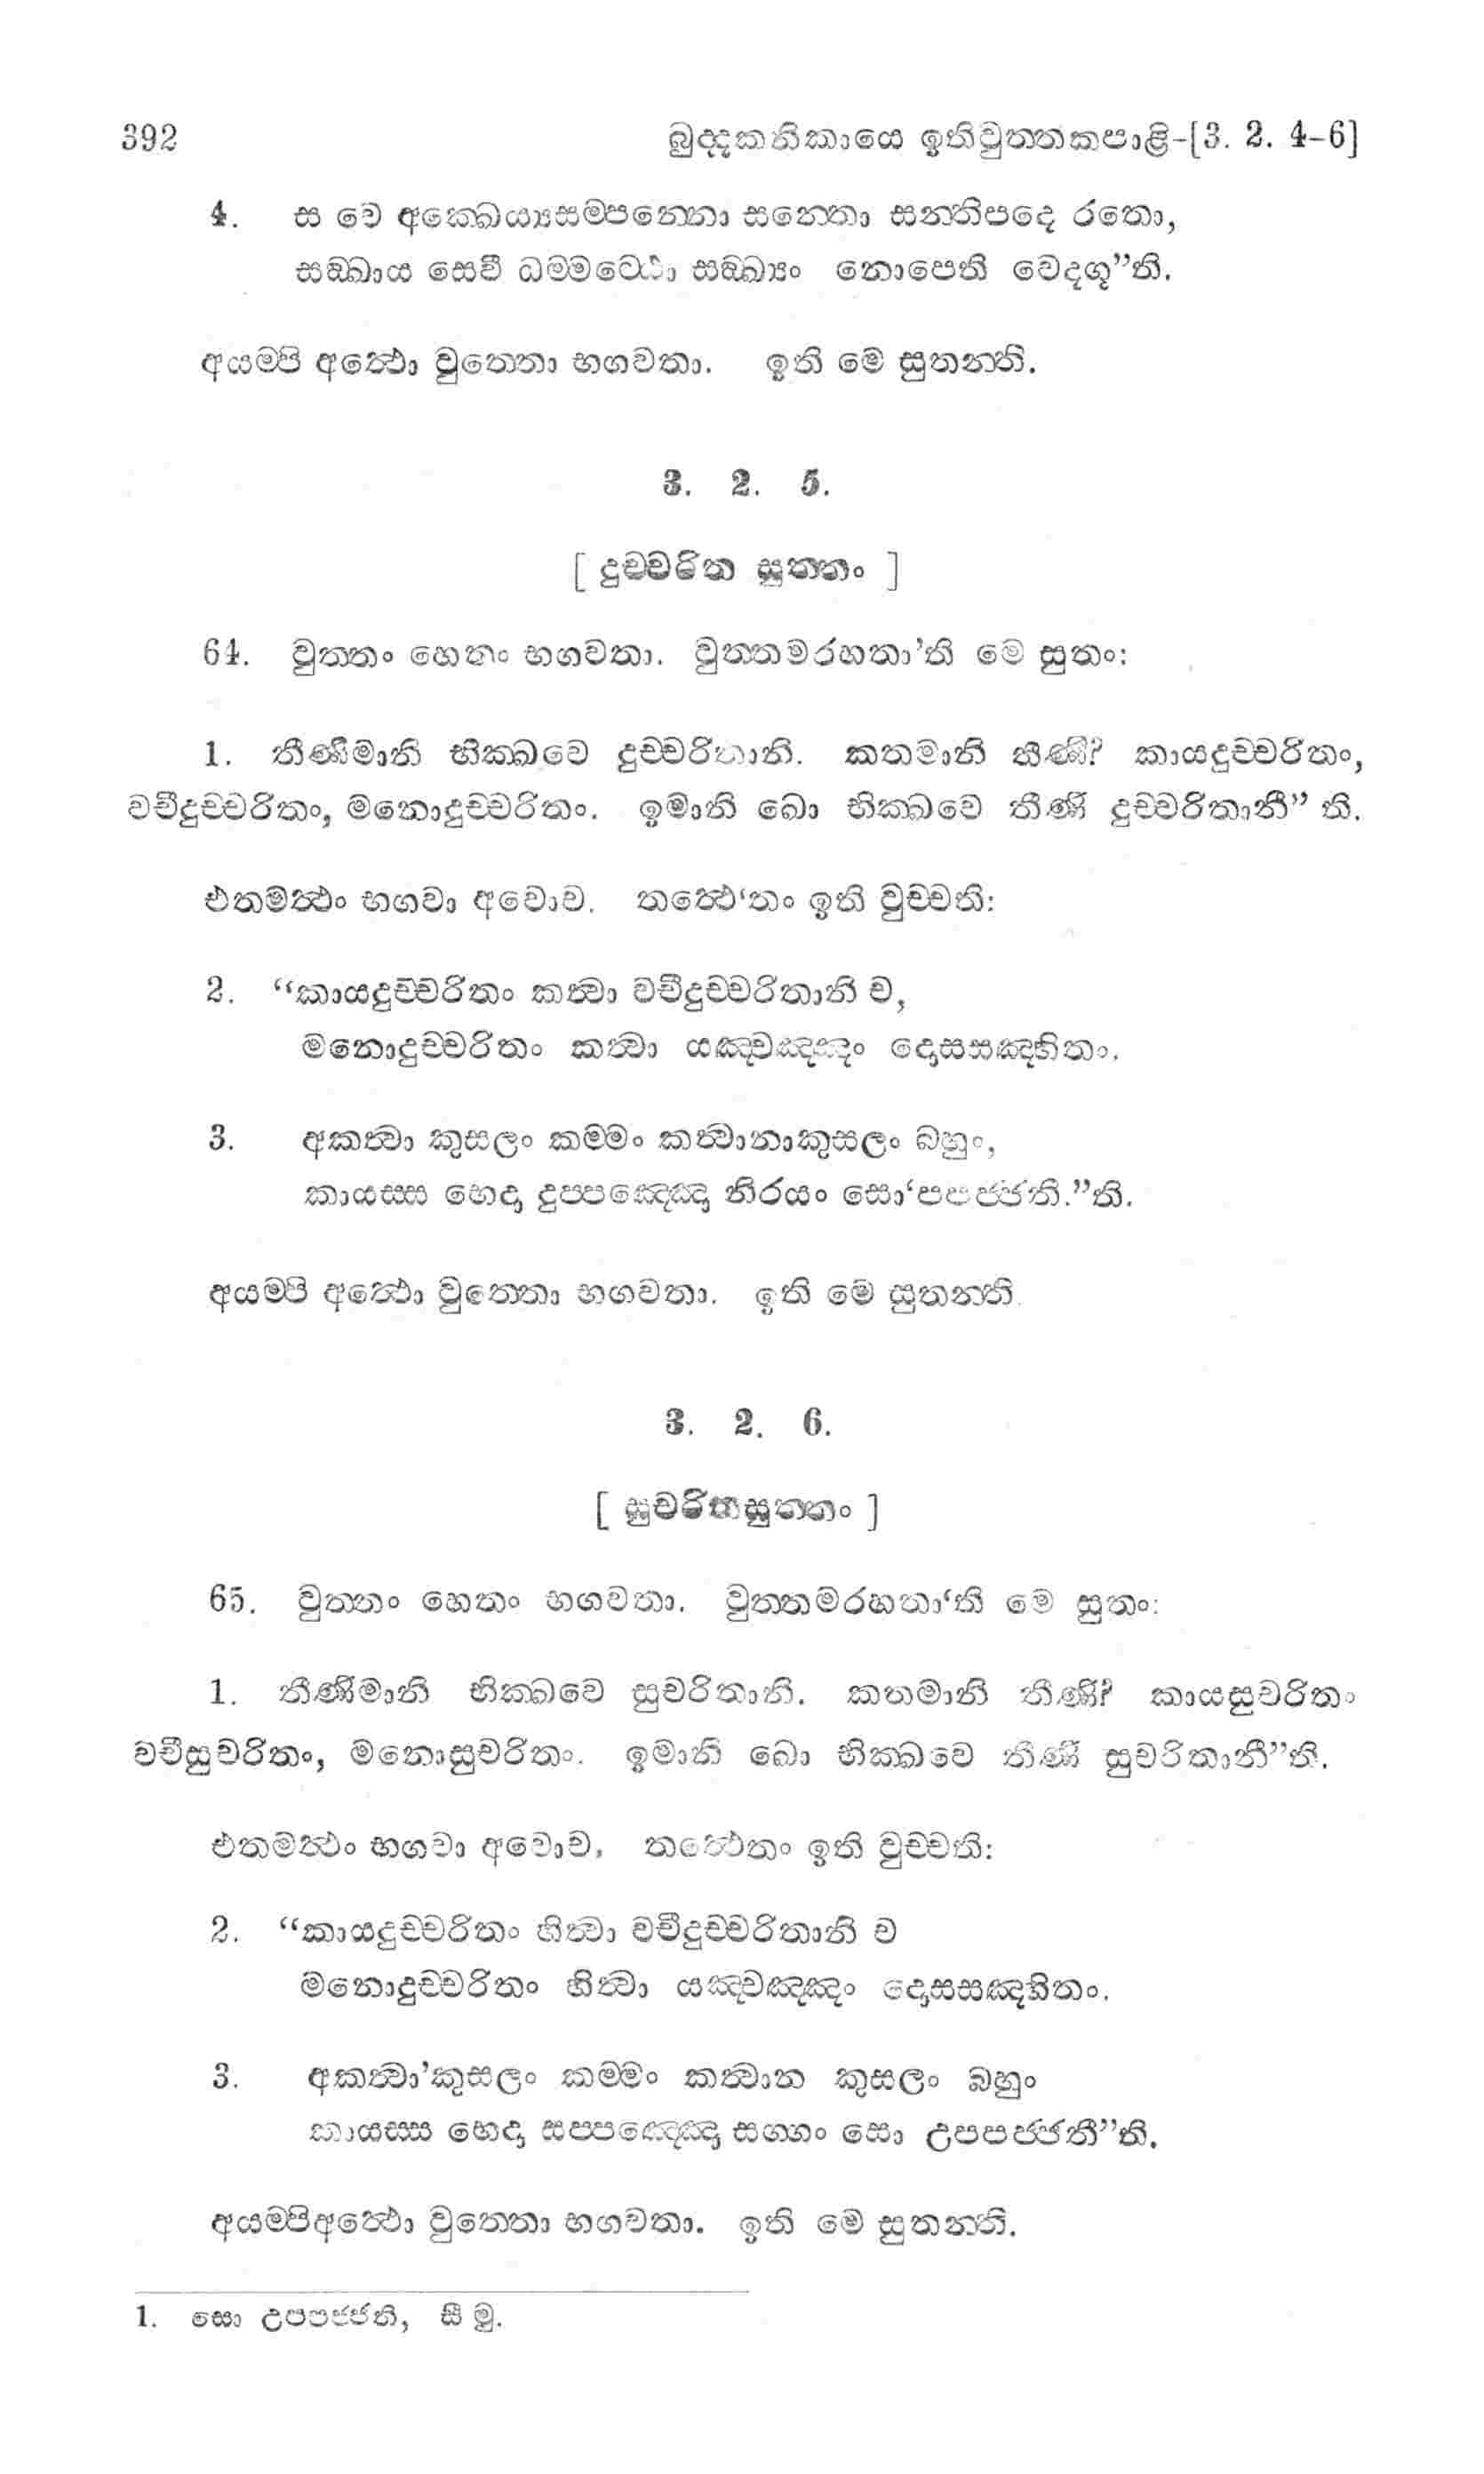 392 ඛුද්දකනිකායෙ ඉතිවුත්තකපාළි-[3. 2. 4-6]
4. ස වෙ අක්ඛෙය්‍යසම්පන්නො සන්තො සන්තිපදෙ රතො,
සඞ්ඛාය සෙවී ධම්මට්ඨො සඞ්ඛ්‍යං නොපෙති වෙදගූ”ති.
අයම්පි අත්ථො වුත්තො භගවතා. ඉති මෙ සුතන්ති.
3. 2. 5.
[ දුච්චරිත සුත්තං ]
64. වුත්තං හෙතං භගවතා. වුත්තමරහතා’ති මෙ සුතං:
1. තීණිමානි භික්ඛවෙ දුච්චරිතානි. කතමානි තීණි? කායදුච්චරිතං,
වචීදුච්චරිතං, මනොදුච්චරිතං. ඉමානි ඛො භික්ඛවෙ තීණි දුච්චරිතානී” ති.
එතමත්ථං භගවා අවොච. තත්ථෙ‘තං ඉති වුච්චති:
2. “කායදුච්චරිතං කත්වා වචීදුච්චරිතානි ච,
මනොදුච්චරිතං කත්වා යඤ්චඤ්ඤං දොසසඤ්හිතං.
3. අකත්වා කුසලං කම්මං කත්වානාකුසලං බහුං,
කායස්ස භෙදා දුප්පඤ්ඤො නිරයං සො‘පපජ්ජති.”ති.
අයම්පි අත්ථො වුත්තො භගවතා. ඉති මෙ සුතන්ති.
3. 2. 6.
[ සුචරිතසුත්තං ]
65. වුත්තං හෙතං භගවතා. වුත්තමරහතා‘ති මෙ සුතං:
1. තීණිමානි භික්ඛවෙ සුචරිතානි. කතමානි තීණි? කායසුචරිතං
වචීසුචරිතං, මනොසුචරිතං. ඉමානි ඛො භික්ඛවෙ තීණි සුචරිතානී”ති.
එතමත්ථං භගවා අවොච, තත්ථෙතං ඉති වුච්චති:
2. “කායදුච්චරිතං හිත්වා වචීදුච්චරිතානි ච
මනොදුච්චරිතං හිත්වා යඤ්චඤ්ඤං දොසසඤ්හිතං.
3. අකත්වා’කුසලං කම්මං කත්වාන කුසලං බහුං
කායස්ස භෙදා සප්පඤ්ඤො සග්ගං සො උපපජ්ජතී”ති.
අයම්පිඅත්ථො වුත්තො භගවතා. ඉති මෙ සුතන්ති.
1. සො උපපජ්ජති, සී මු.